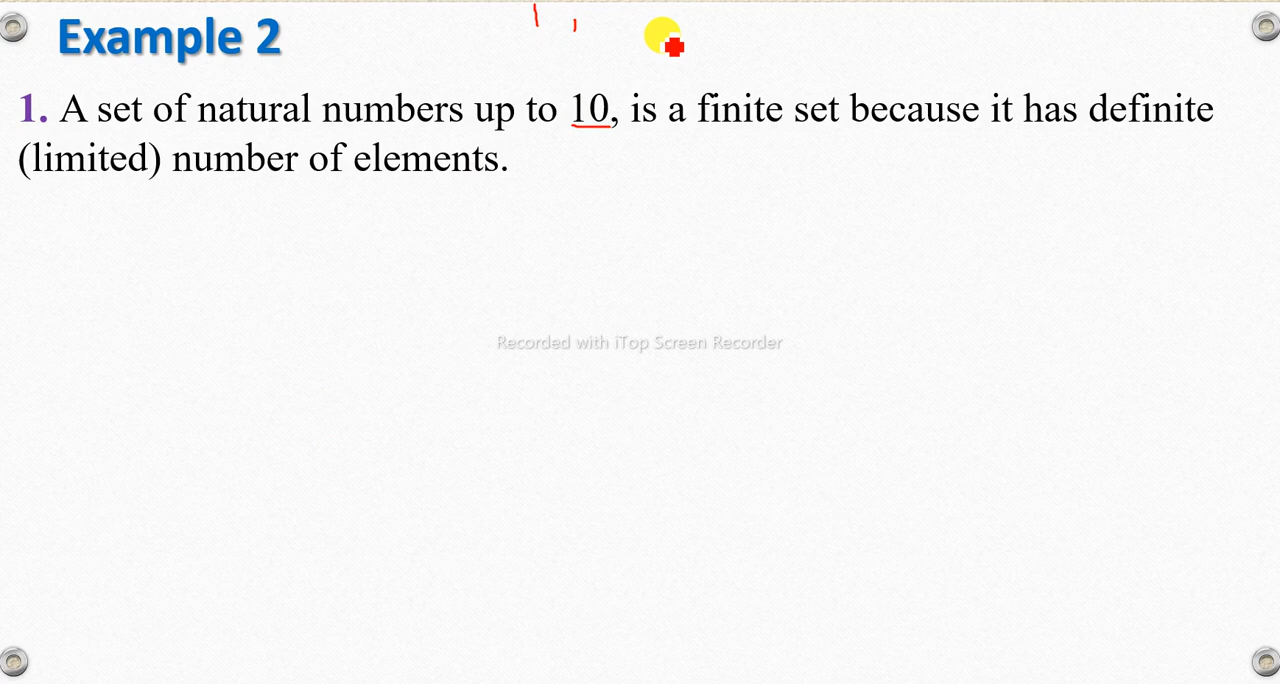 Example 2
1. A set of natural numbers up to 10, is a finite set because it has definite
(limited) number of elements.
Recorded with iTop Screen Recorder